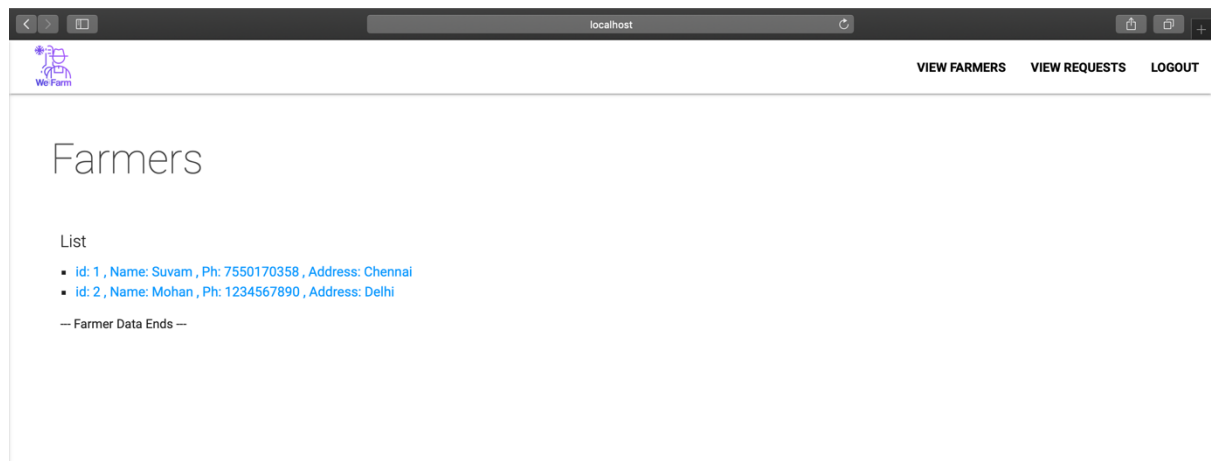 localhost
We Farm
VIEW FARMERS VIEW REQUESTS LOGOUT
Farmers
List
id: 1 , Name: Suvam , Ph: 7550170358 , Address: Chennai
id: 2 , Name: Mohan , Ph: 1234567890 , Address: Delhi
--- Farmer Data Ends ---